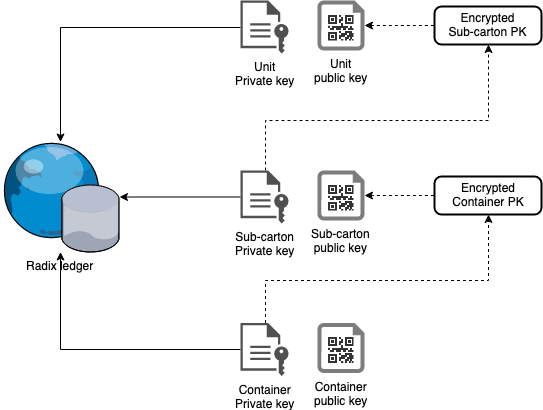 Encrypted
Sub-carton PK
Unit
Private key
Unit
public key
Encrypted
Container PK
Sub-carton
Private key
Sub-carton
public key
Radix ledger
Container
Private key
Container
public key